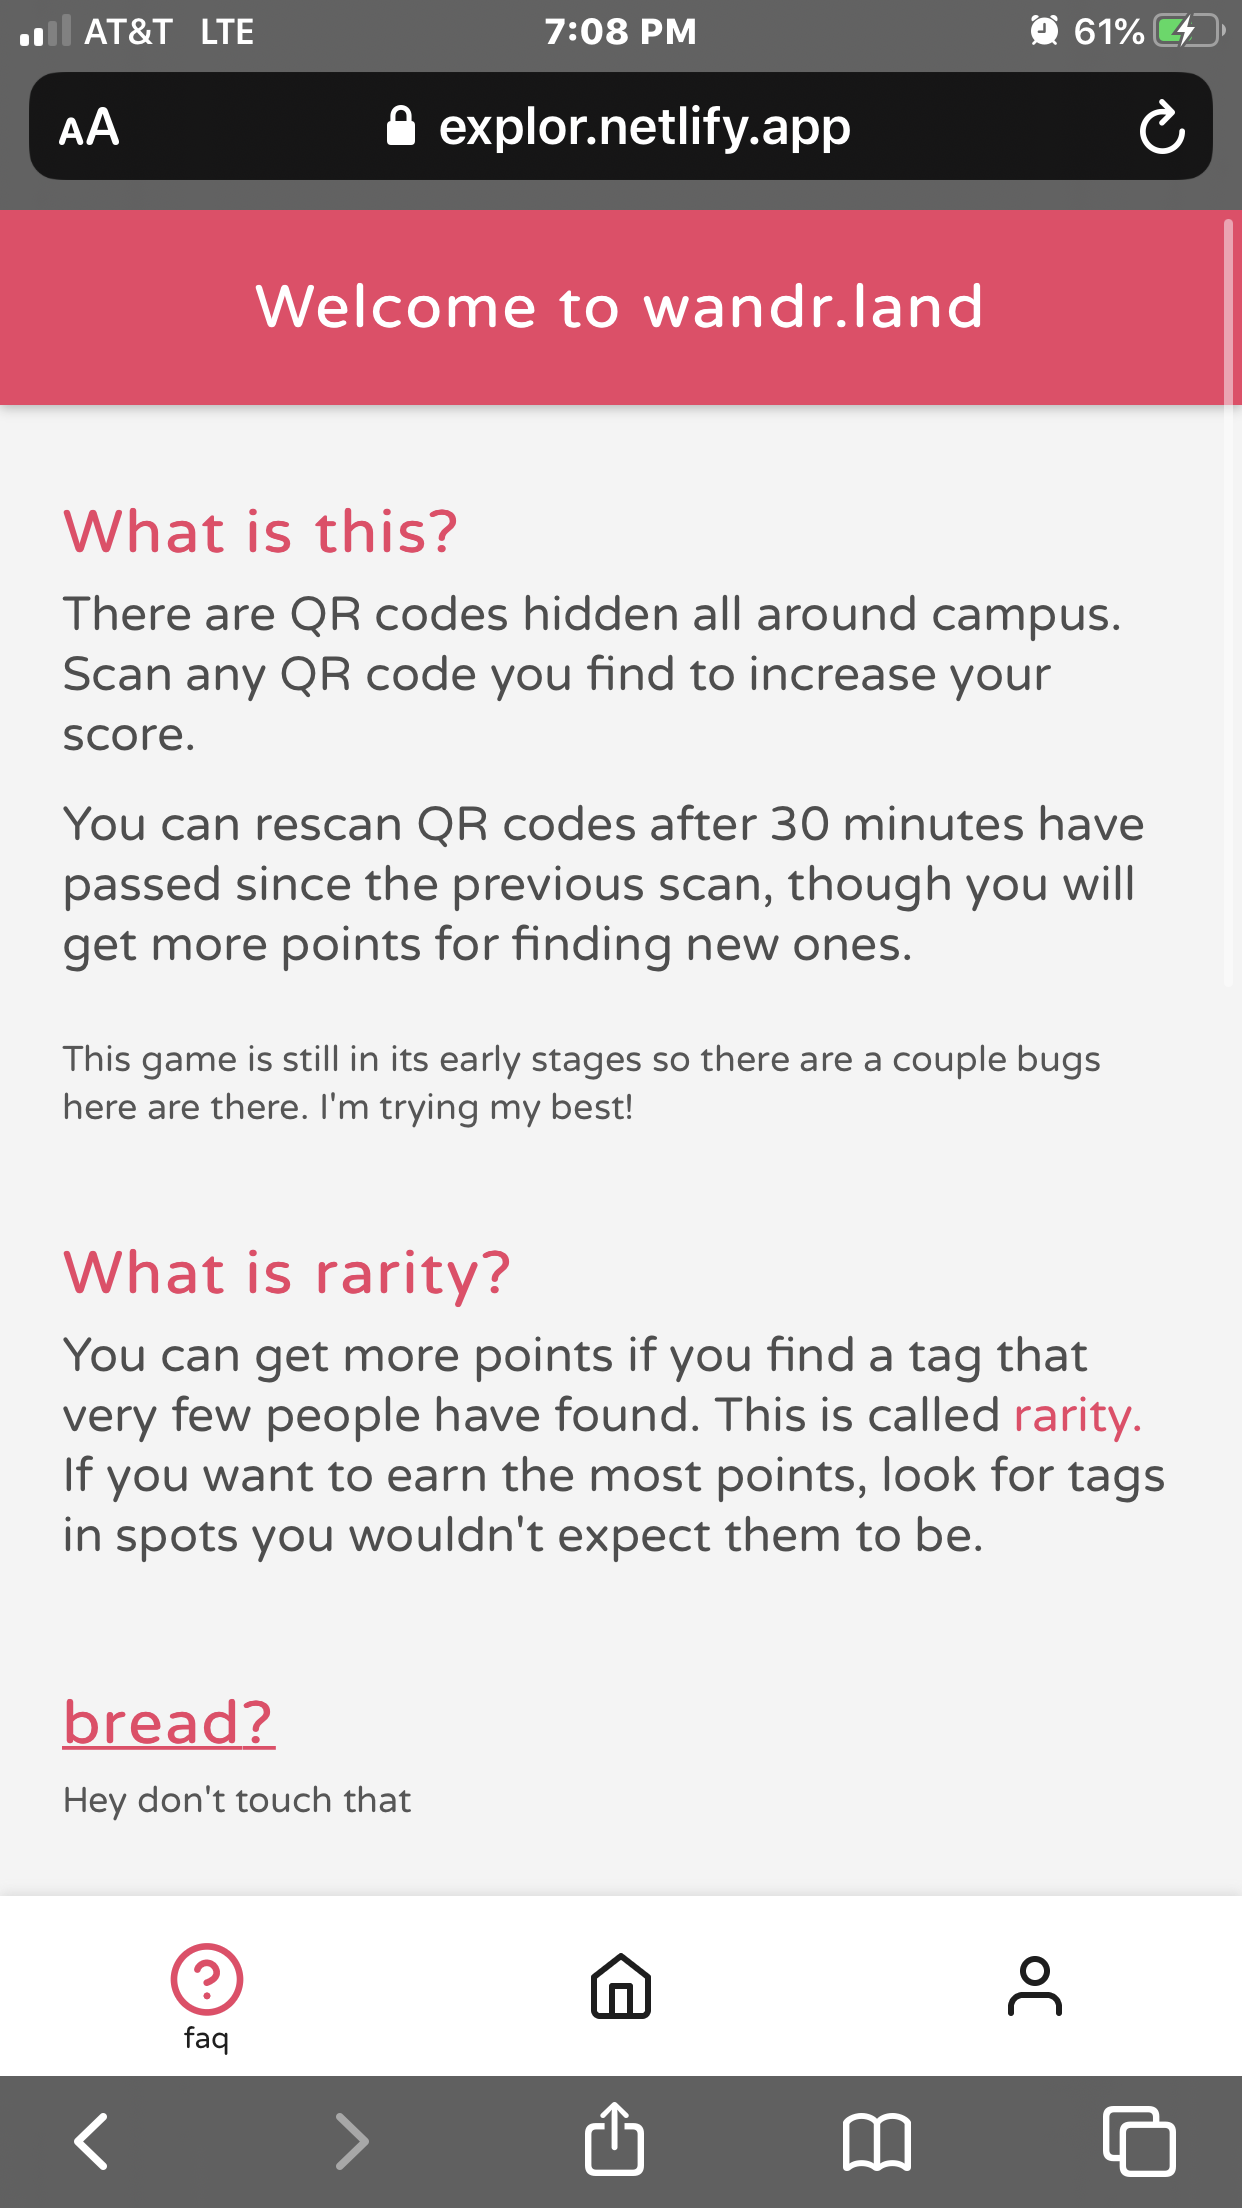 AT&T LTE 7:08 PM 61%
AA explor.netlify.app
Welcome to wandr.land
What is this?
There are QR codes hidden all around campus.
Scan any QR code you find to increase your
score.
You can rescan QR codes after 30 minutes have
passed since the previous scan, though you will
get more points for finding new ones.
This game is still in its early stages so there are a couple bugs
here are there. I'm trying my best!
What is rarity?
You can get more points if you find a tag that
very few people have found. This is called rarity.
If you want to earn the most points, look for tags
in spots you wouldn't expect them to be.
bread?
Hey don't touch that
faq